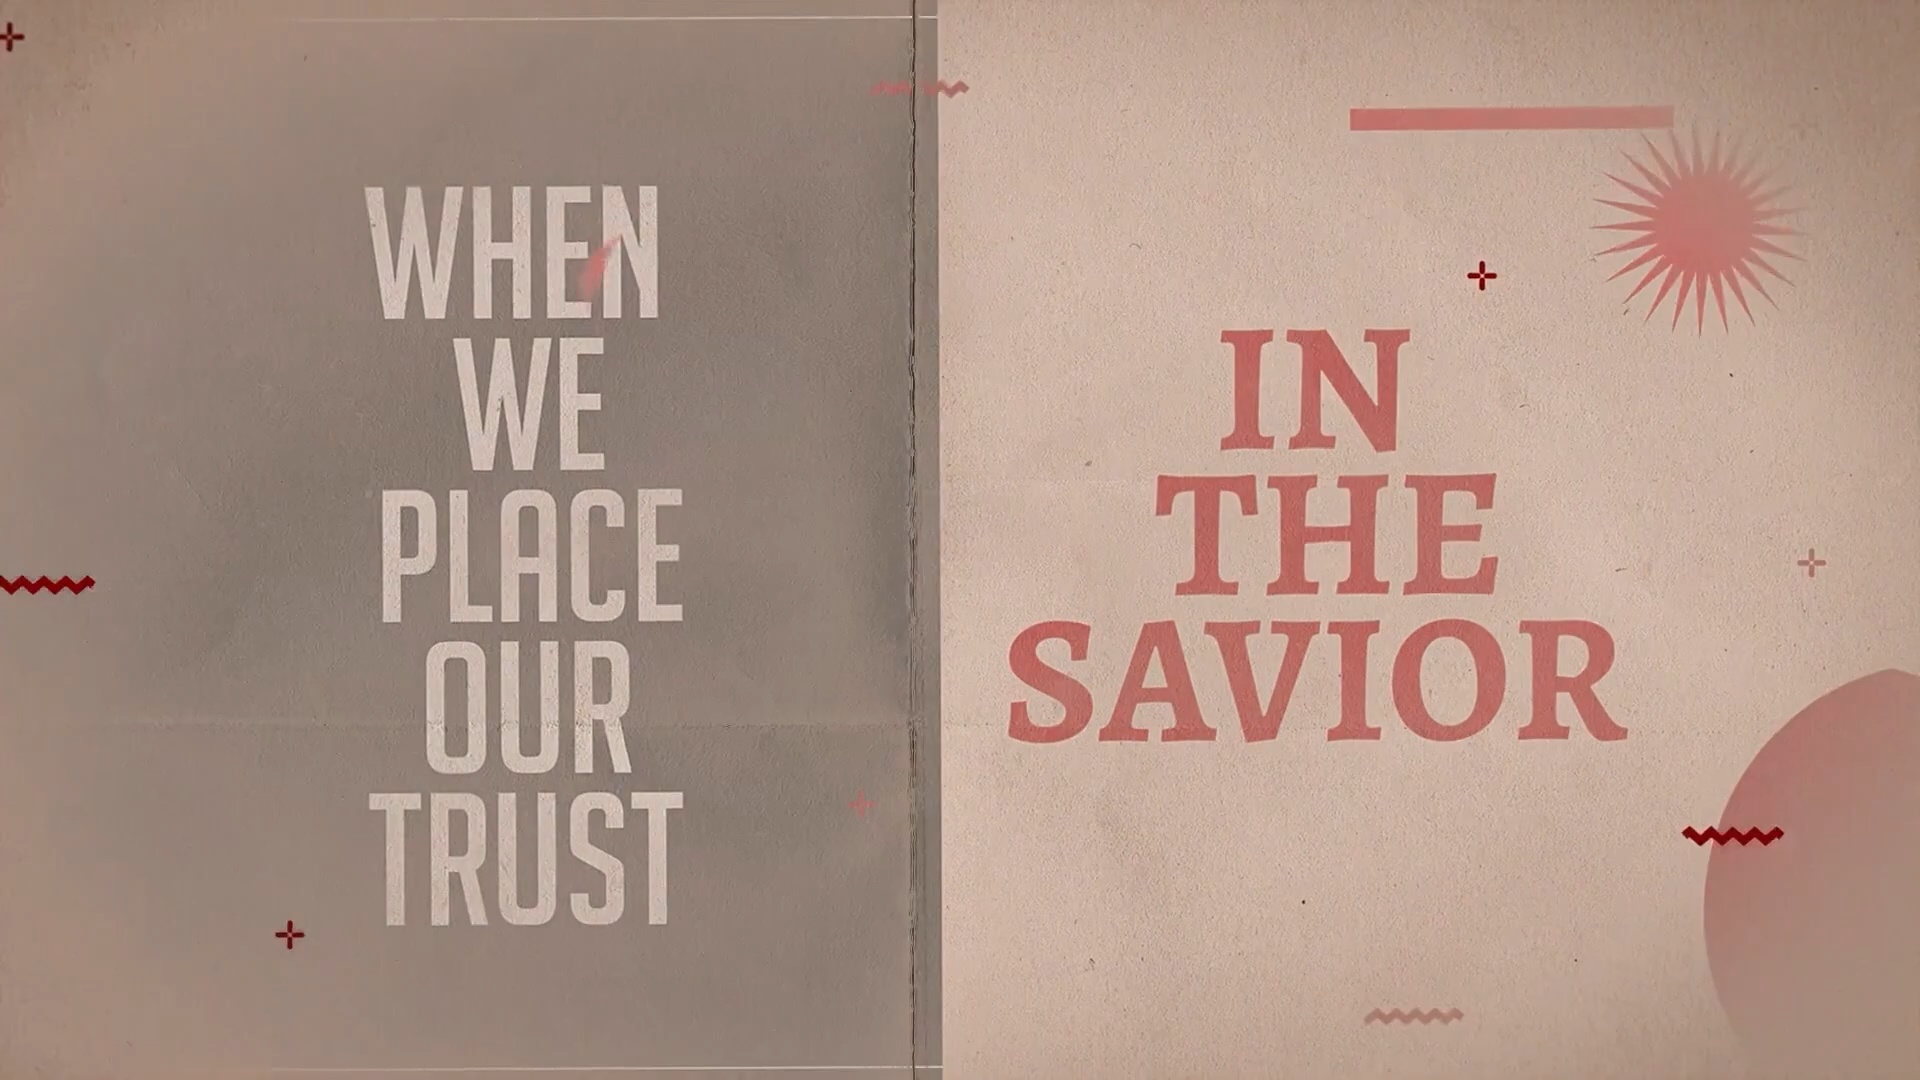 WHEN
WE
PLACE
OUR
TRUST
IN
THE
SAVIOR